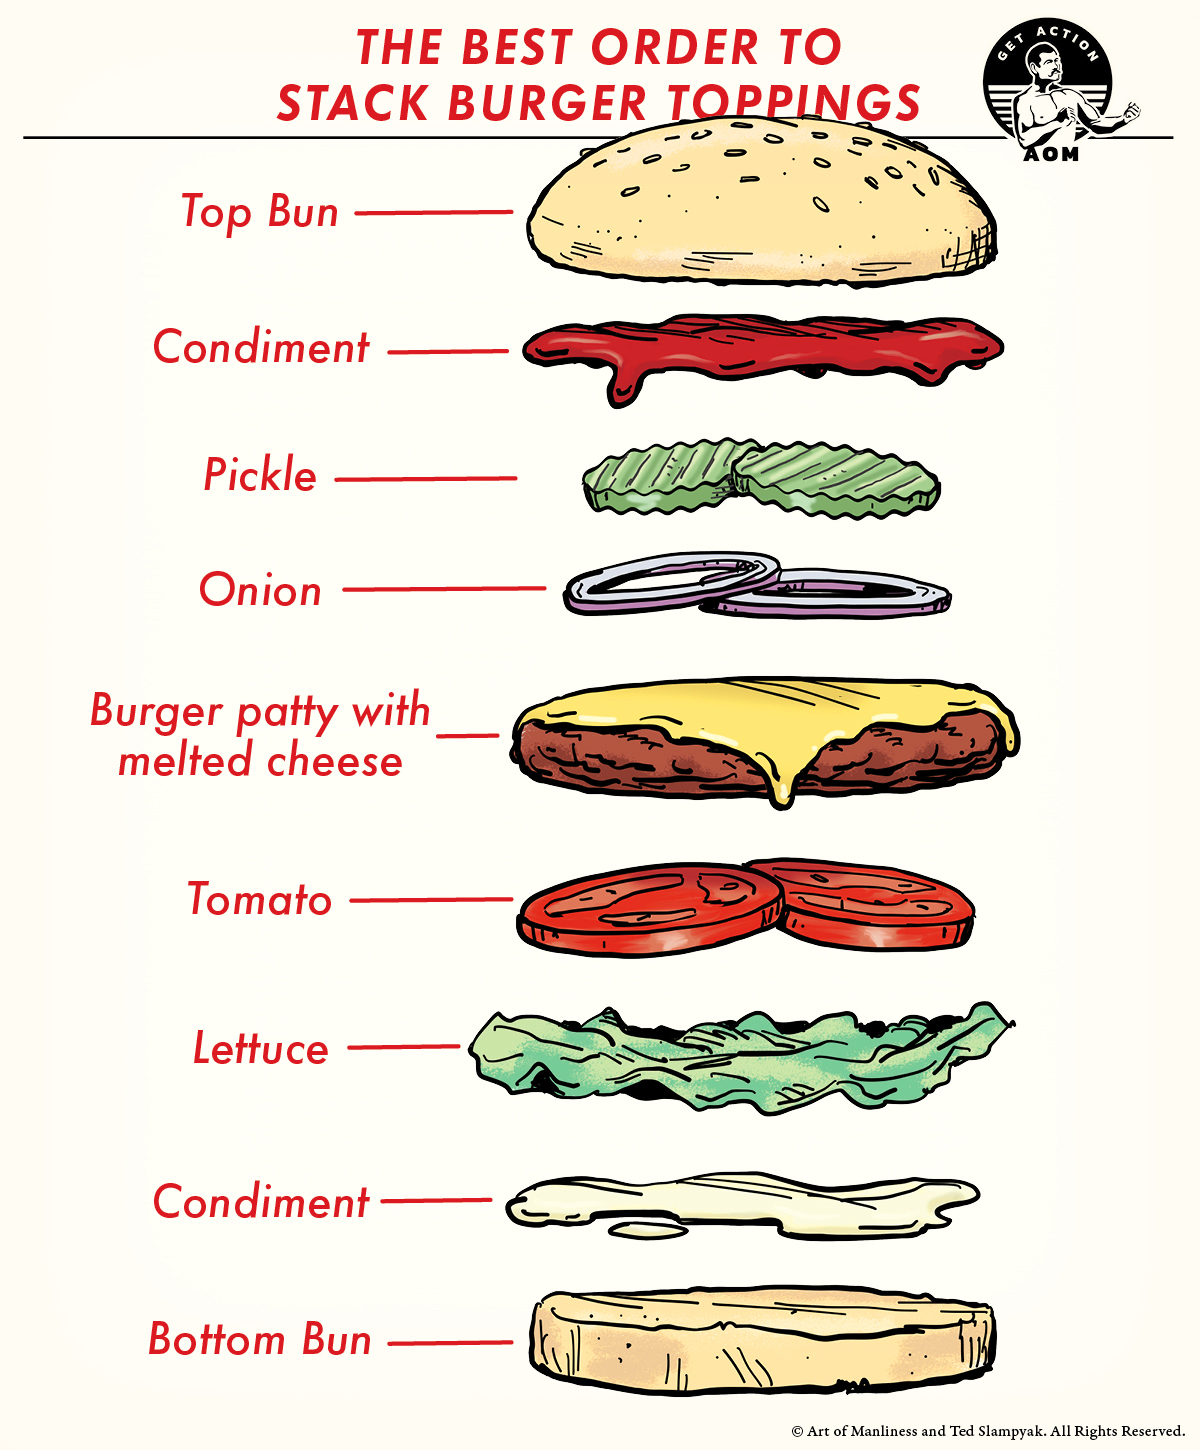 THE BEST ORDER TO
STACK BURGER TOPPINGS
GET ACTION
AOM
Top Bun
Condiment
Pickle
Onion
Burger patty with
melted cheese
Tomato
Lettuce
Condiment
Bottom Bun
© Art of Manliness and Ted Slampyak. All Rights Reserved.